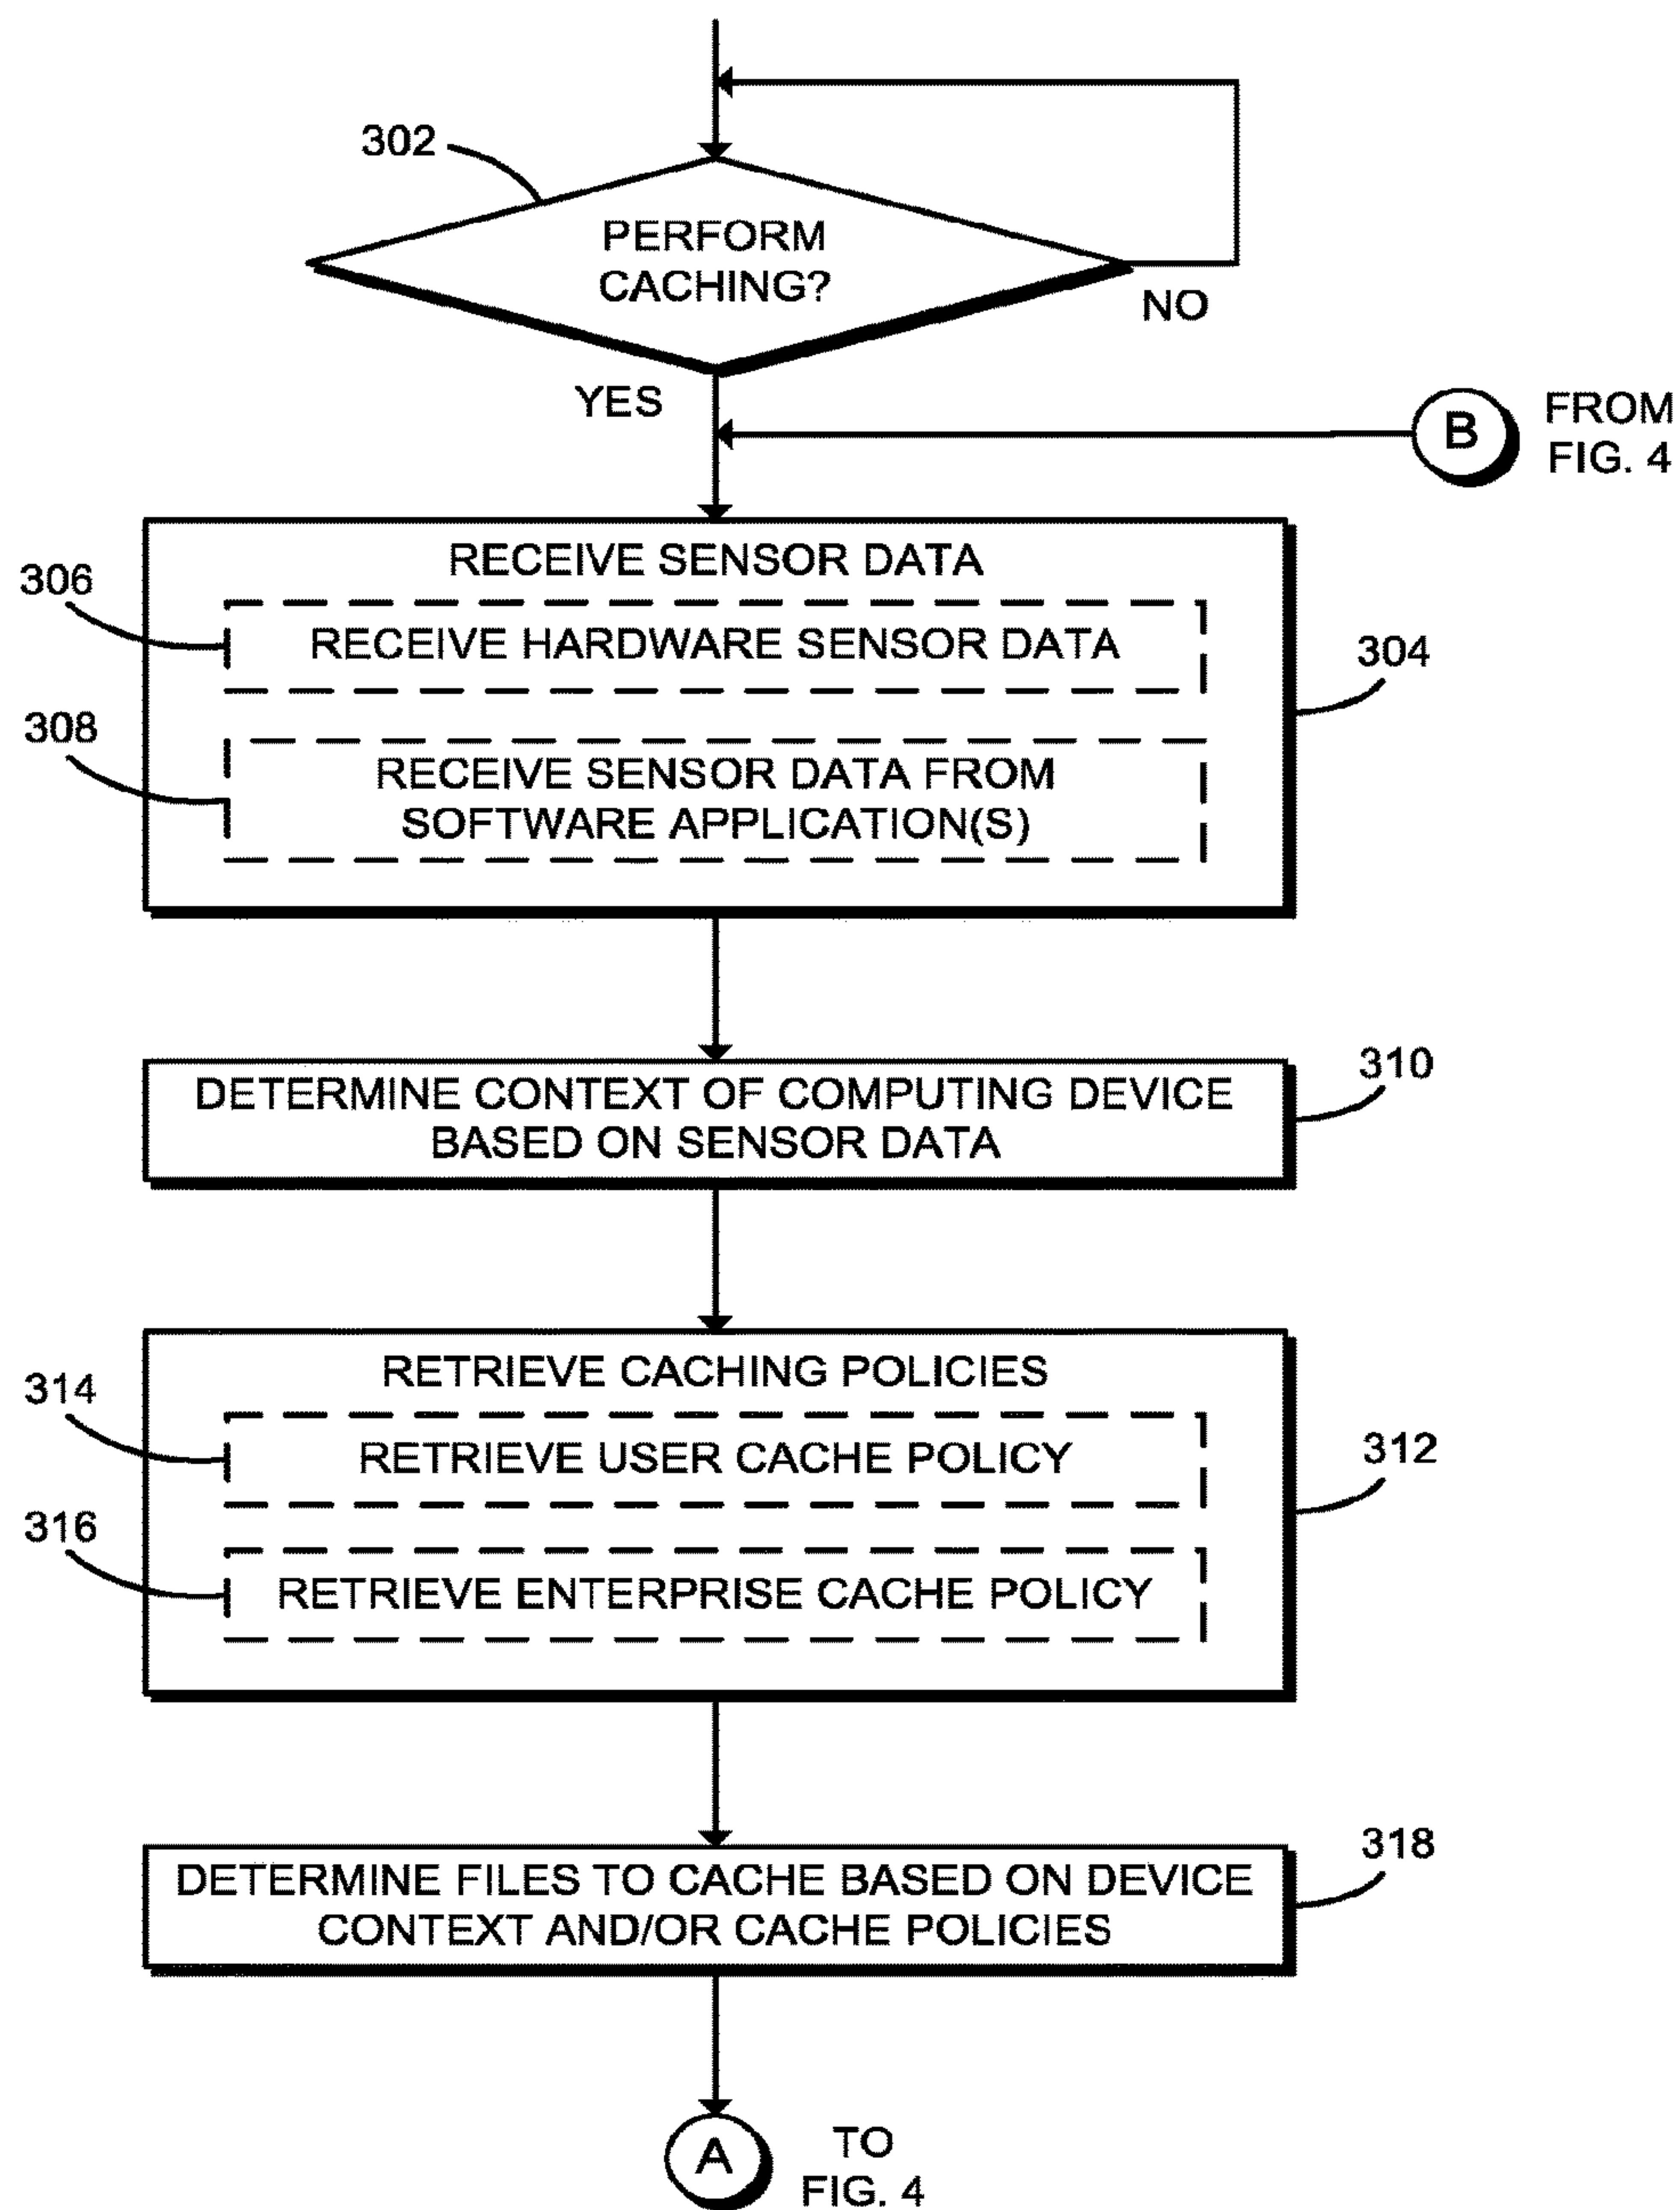 302
PERFORM
CACHING?
NO
YES
B
FROM
FIG. 4
RECEIVE SENSOR DATA
306
RECEIVE HARDWARE SENSOR DATA
304
308
RECEIVE SENSOR DATA FROM
SOFTWARE APPLICATION(S)
310
DETERMINE CONTEXT OF COMPUTING DEVICE
BASED ON SENSOR DATA
RETRIEVE CACHING POLICIES
314
RETRIEVE USER CACHE POLICY
312
316
RETRIEVE ENTERPRISE CACHE POLICY
318
DETERMINE FILES TO CACHE BASED ON DEVICE
CONTEXT AND/OR CACHE POLICIES
A
TO
FIG. 4